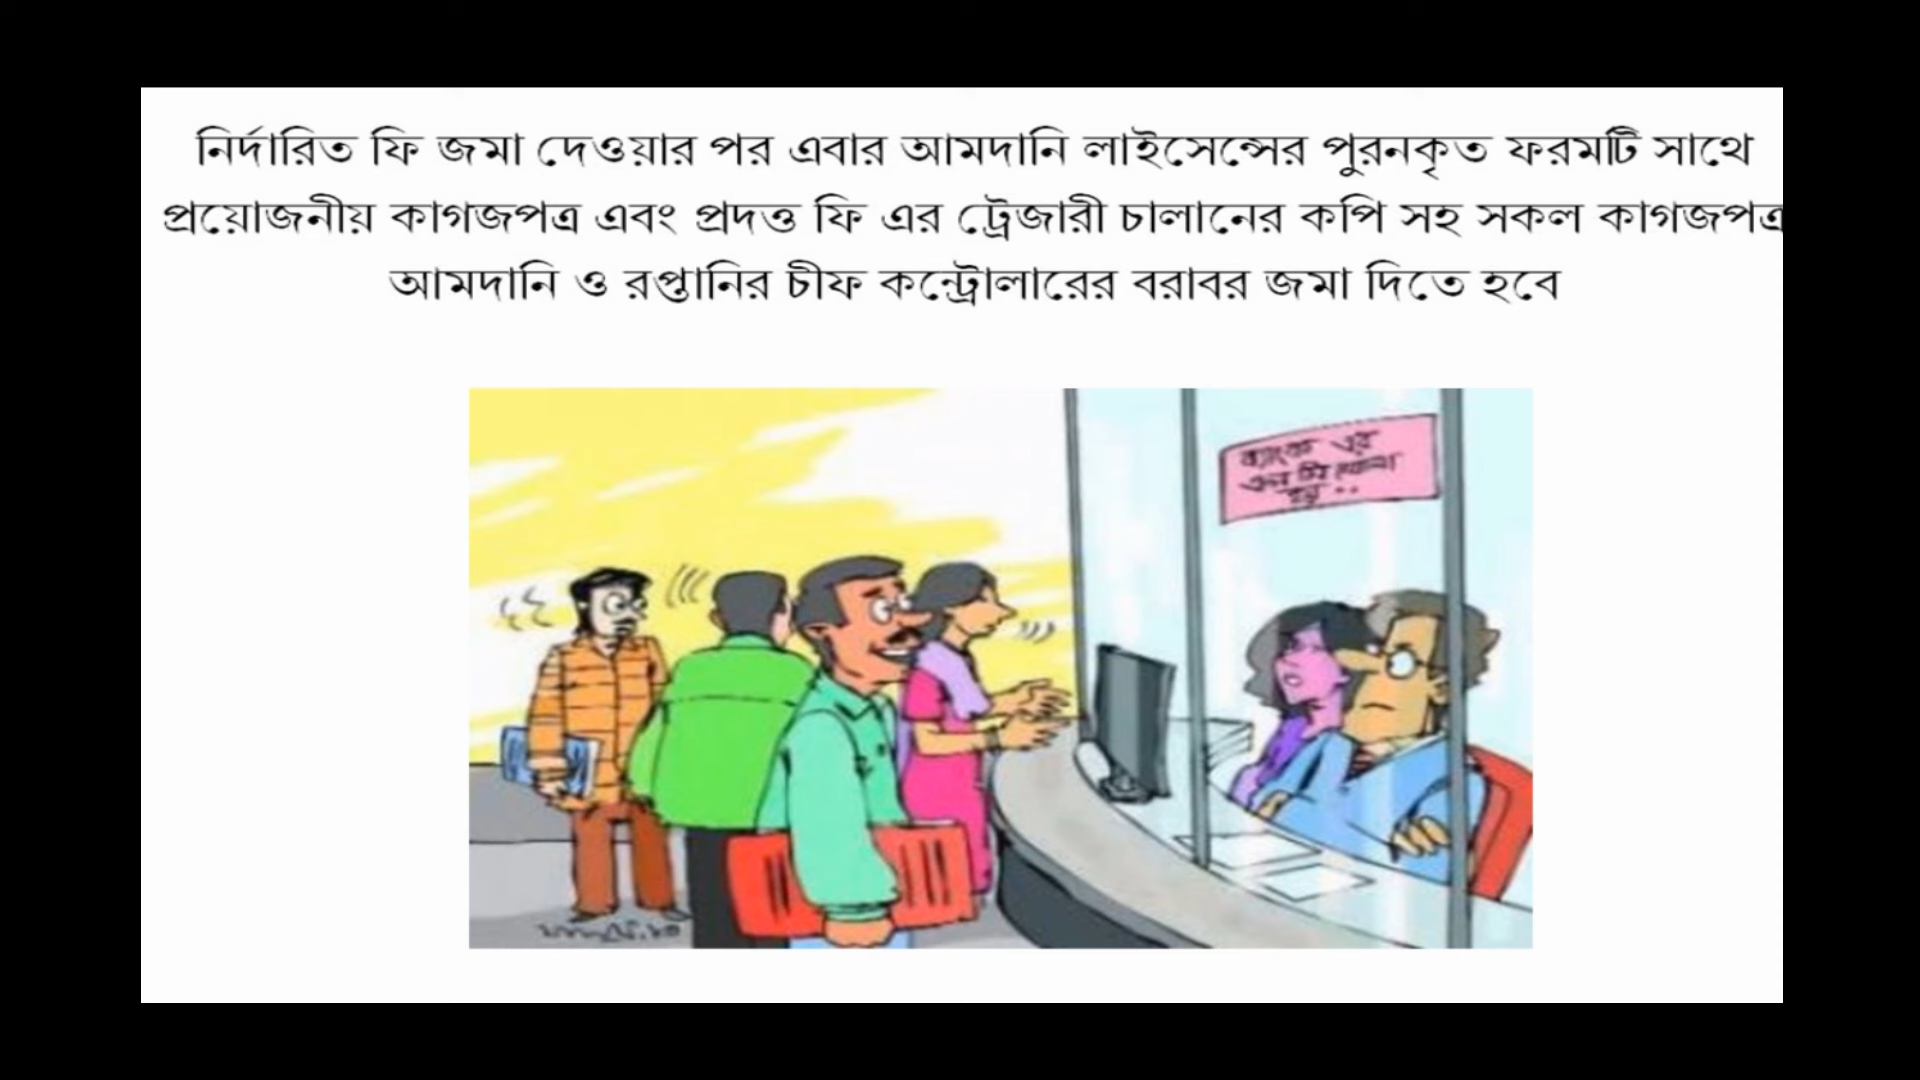 নির্দারিত ফি জমা দেওয়ার পর এবার আমদানি লাইসেন্সের পুরনকৃত ফরমটি সাথে
প্রয়োজনীয় কাগজপত্র এবং প্রদত্ত ফি এর ট্রেজারী চালানের কপি সহ সকল কাগজপত্র
আমদানি ও রপ্তানির চীফ কন্ট্রোলারের বরাবর জমা দিতে হবে
ব্যাংক এর